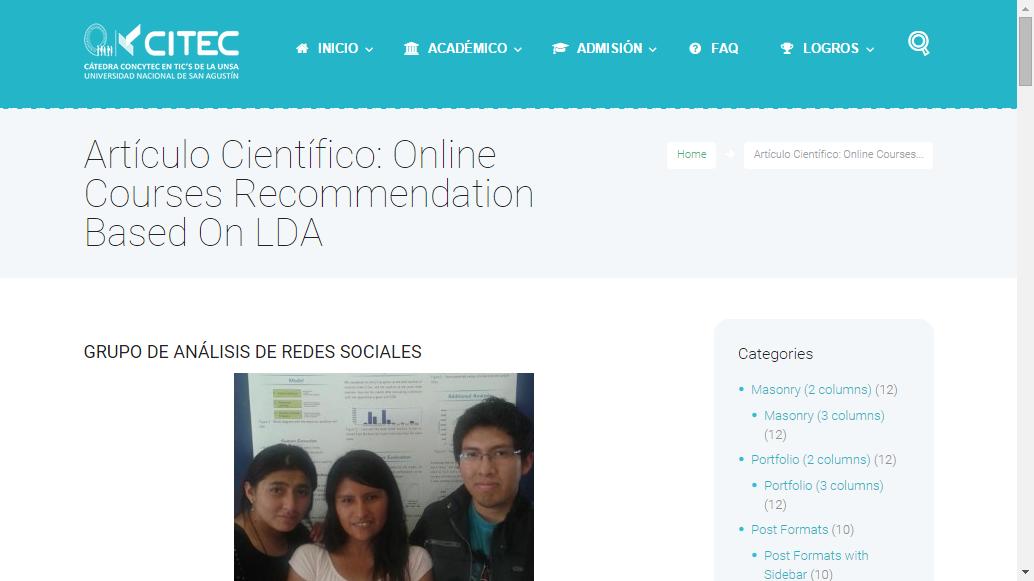 CITEC
CÁTEDRA CONCYTEC EN TIC'S DE LA UNSA
UNIVERSIDAD NACIONAL DE SAN AGUSTÍN
INICIO
ACADÉMICO
ADMISIÓN
FAQ
LOGROS
Artículo Científico: Online
Courses Recommendation
Based On LDA
Home
Artículo Científico: Online Courses...
GRUPO DE ANÁLISIS DE REDES SOCIALES
Model
Categories
Masonry (2 columns) (12)
Masonry (3 columns)
(12)
Portfolio (2 columns) (12)
Portfolio (3 columns)
(12)
Post Formats (10)
Post Formats with
Sidebar (10)